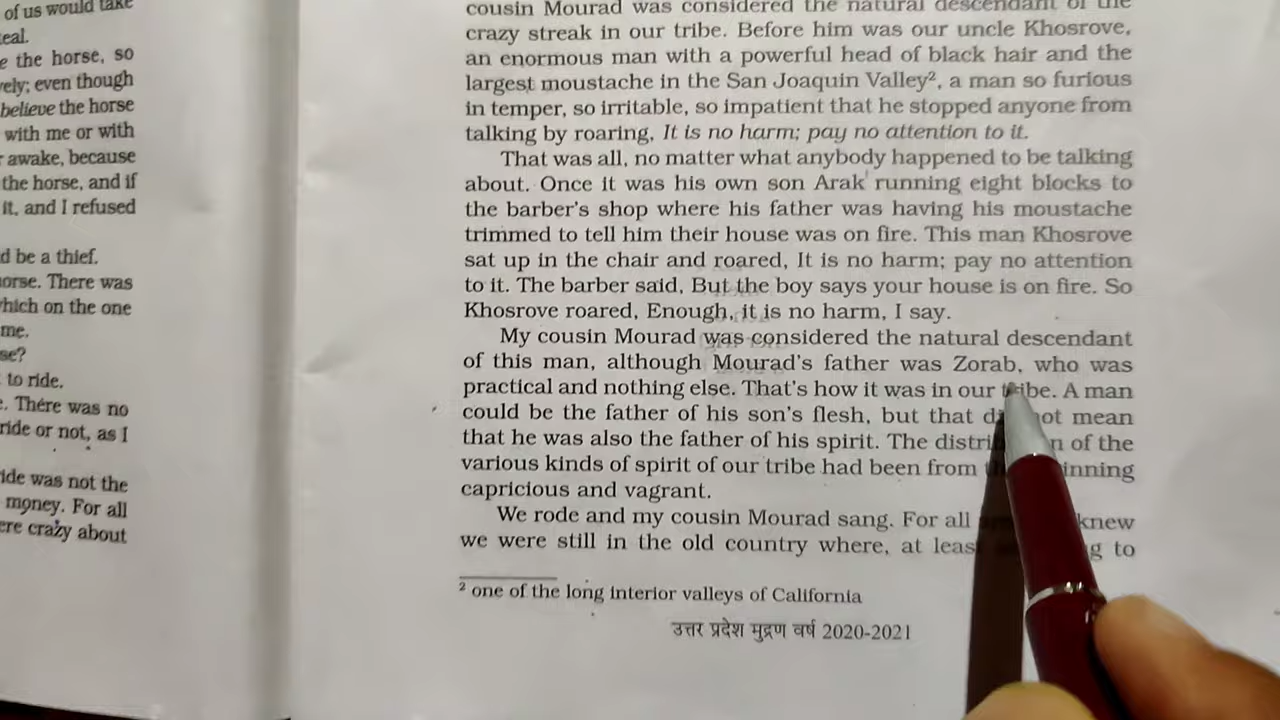 of us would take
eal.
e the horse, so
vely; even though
believe the horse
with me or with
r awake, because
the horse, and if
it, and I refused
d be a thief.
orse. There was
which on the one
me.
se?
to ride.
e. There was no
ride or not, as I
ide was not the
money. For all
ere crazy about
cousin Mourad was considered the natural descendant of the
crazy streak in our tribe. Before him was our uncle Khosrove,
an enormous man with a powerful head of black hair and the
largest moustache in the San Joaquin Valley², a man so furious
in temper, so irritable, so impatient that he stopped anyone from
talking by roaring, It is no harm; pay no attention to it.
That was all, no matter what anybody happened to be talking
about. Once it was his own son Arak running eight blocks to
the barber's shop where his father was having his moustache
trimmed to tell him their house was on fire. This man Khosrove
sat up in the chair and roared, It is no harm; pay no attention
to it. The barber said, But the boy says your house is on fire. So
Khosrove roared, Enough, it is no harm, I say.
My cousin Mourad was considered the natural descendant
of this man, although Mourad's father was Zorab, who was
practical and nothing else. That's how it was in our tribe. A man
could be the father of his son's flesh, but that not mean
that he was also the father of his spirit. The of the
various kinds of spirit of our tribe had been from
capricious and vagrant.
We rode and my cousin Mourad sang. For all knew
we were still in the old country where, at least to
² one of the long interior valleys of California
उत्तर प्रदेश मुद्रण वर्ष 2020-2021